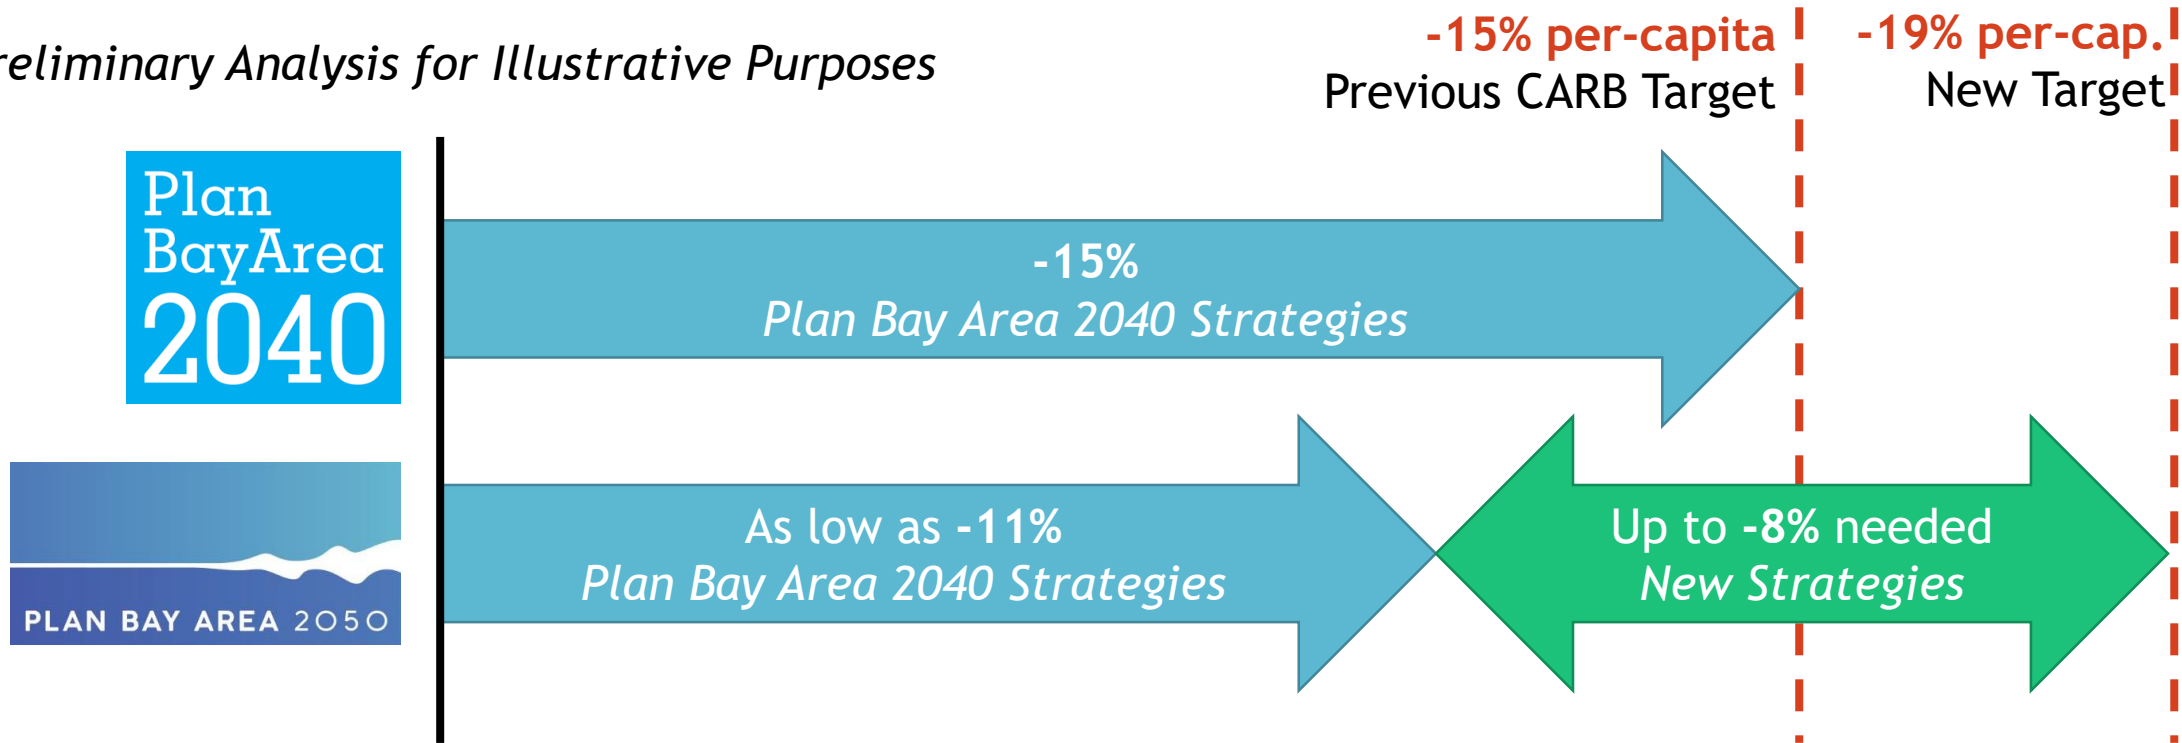 -15% per-capita
Previous CARB Target
-19% per-cap.
New Target
reliminary Analysis for Illustrative Purposes
Plan
BayArea
2040
-15%
Plan Bay Area 2040 Strategies
PLAN BAY AREA 2050
As low as -11%
Plan Bay Area 2040 Strategies
Up to -8% needed
New Strategies